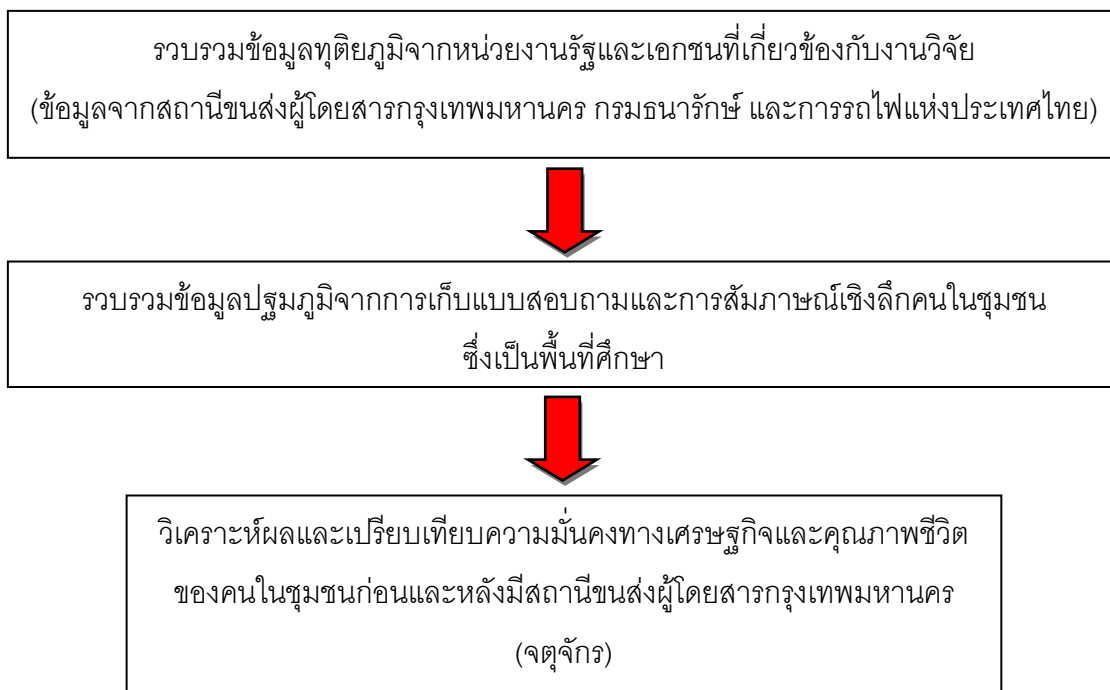 รวบรวมข้อมูลทุติยภูมิจากหน่วยงานรัฐและเอกชนที่เกี่ยวข้องกับงานวิจัย
(ข้อมูลจากสถานีขนส่งผู้โดยสารกรุงเทพมหานคร กรมธนารักษ์ และการรถไฟแห่งประเทศไทย)
รวบรวมข้อมูลปฐมภูมิจากการเก็บแบบสอบถามและการสัมภาษณ์เชิงลึกคนในชุมชน
ซึ่งเป็นพื้นที่ศึกษา
วิเคราะห์ผลและเปรียบเทียบความมั่นคงทางเศรษฐกิจและคุณภาพชีวิต
ของคนในชุมชนก่อนและหลังมีสถานีขนส่งผู้โดยสารกรุงเทพมหานคร
(จตุจักร)